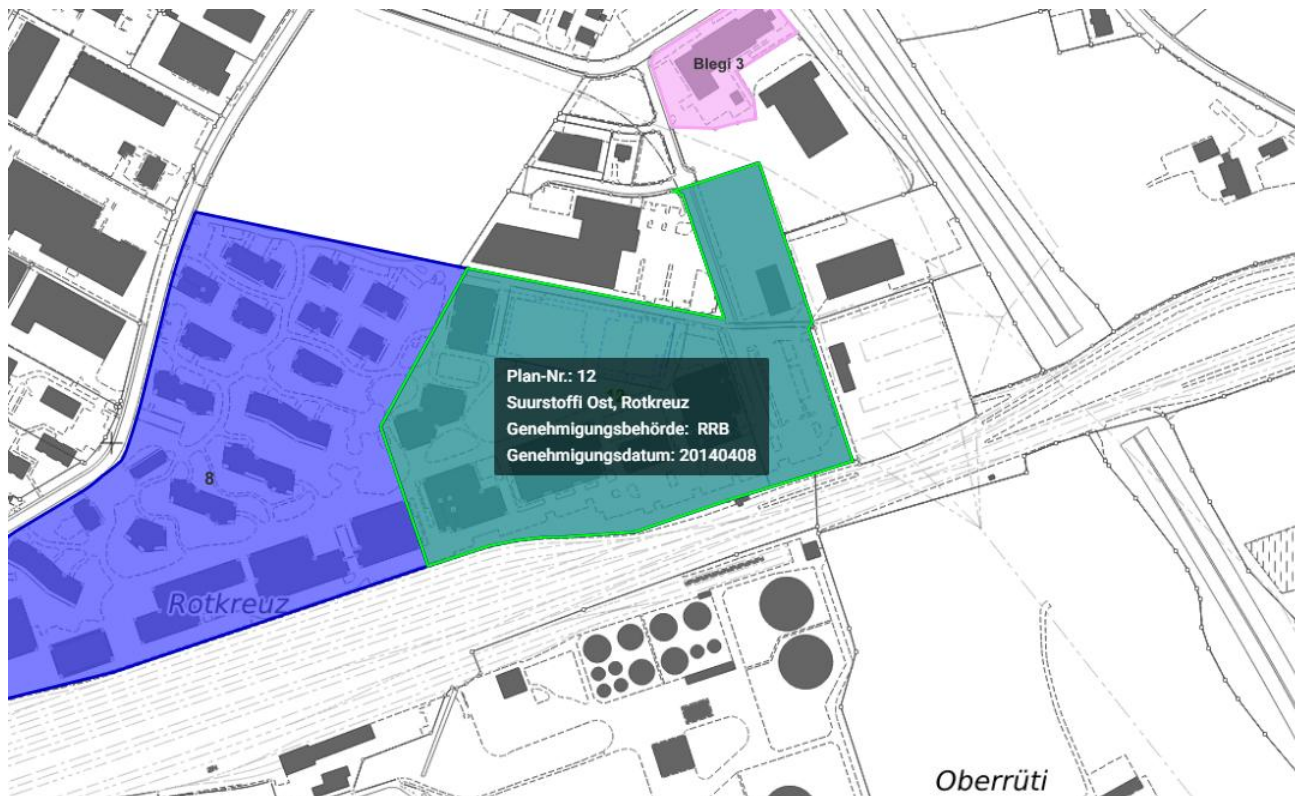 Blegi 3
Plan-Nr.: 12
Suurstoffi Ost, Rotkreuz
Genehmigungsbehörde: RRB
Genehmigungsdatum: 20140408
8
Rotkreuz
Oberrüti